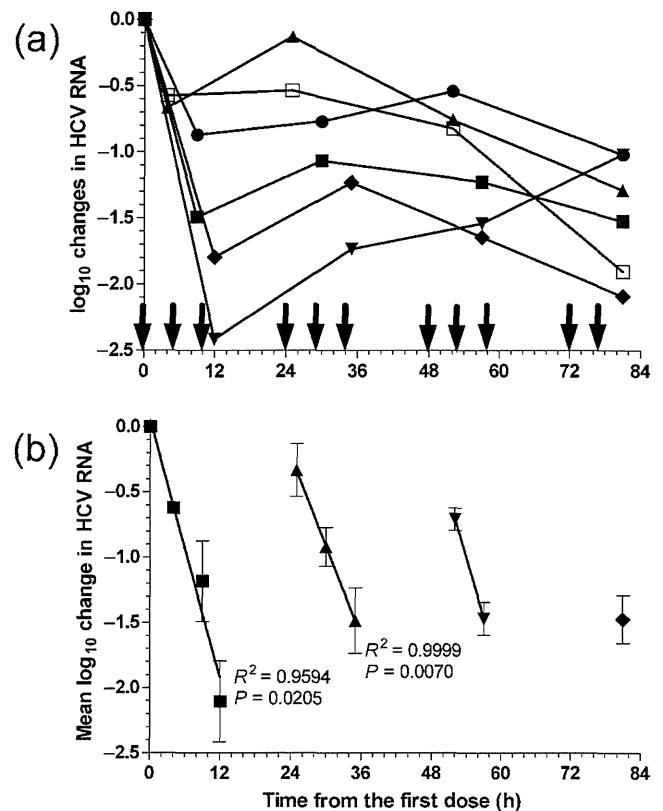 (a)
log10 changes in HCV RNA
0.0
−0.5
−1.0
−1.5
−2.0
−2.5
0 12 24 36 48 60 72 84
(b)
Mean log10 change in HCV RNA
0.0
−0.5
−1.0
−1.5
−2.0
−2.5
R² = 0.9594
P = 0.0205
R² = 0.9999
P = 0.0070
0 12 24 36 48 60 72 84
Time from the first dose (h)